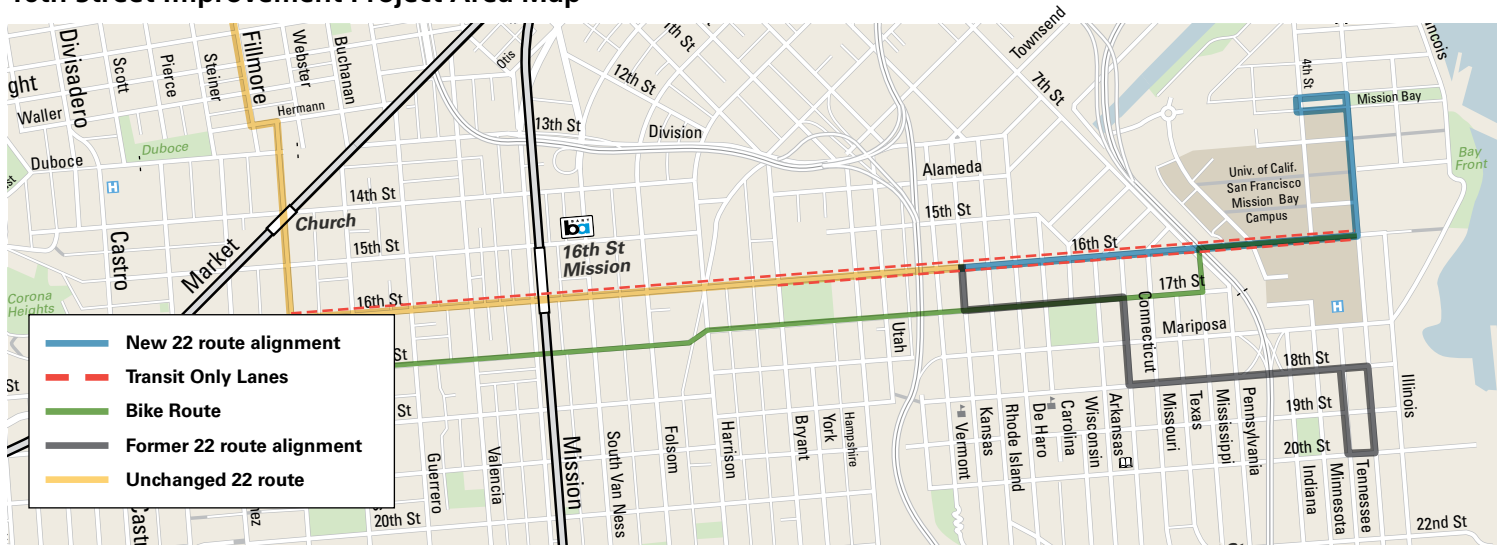 16th Street Improvement Project Area Map
Divisadero
Scott
Pierce
Steiner
Fillmore
Webster
Buchanan
Hermann
Otis
12th St
Townsend
7th St
4th St
Mission Bay
ght
Waller
Duboce
Duboce
13th St
Division
Alameda
Bay
Front
Univ. of Calif.
San Francisco
Mission Bay
Campus
H
14th St
Church
15th St
15th St
Castro
Market
BART
ba
16th St
Mission
16th St
16th St
17th St
Corona
Heights
H
Connecticut
Mariposa
Utah
18th St
19th St
20th St
St
St
St
New 22 route alignment
Transit Only Lanes
Bike Route
Former 22 route alignment
Unchanged 22 route
Guerrero
Valencia
Mission
South Van Ness
Folsom
Harrison
Bryant
York
Hampshire
Vermont
Kansas
Rhode Island
De Haro
Carolina
Wisconsin
Arkansas
Missouri
Texas
Mississippi
Pennsylvania
Indiana
Minnesota
Tennessee
Illinois
20th St
22nd St